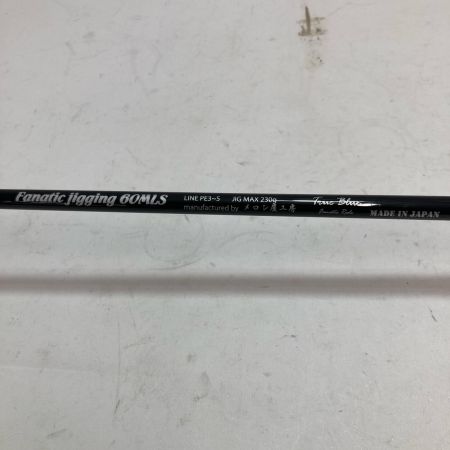 Fanatic jigging 60MLS
LINE PE3~5 JIG MAX 230g
manufactured by メロン屋工房
True Blue
MADE IN JAPAN